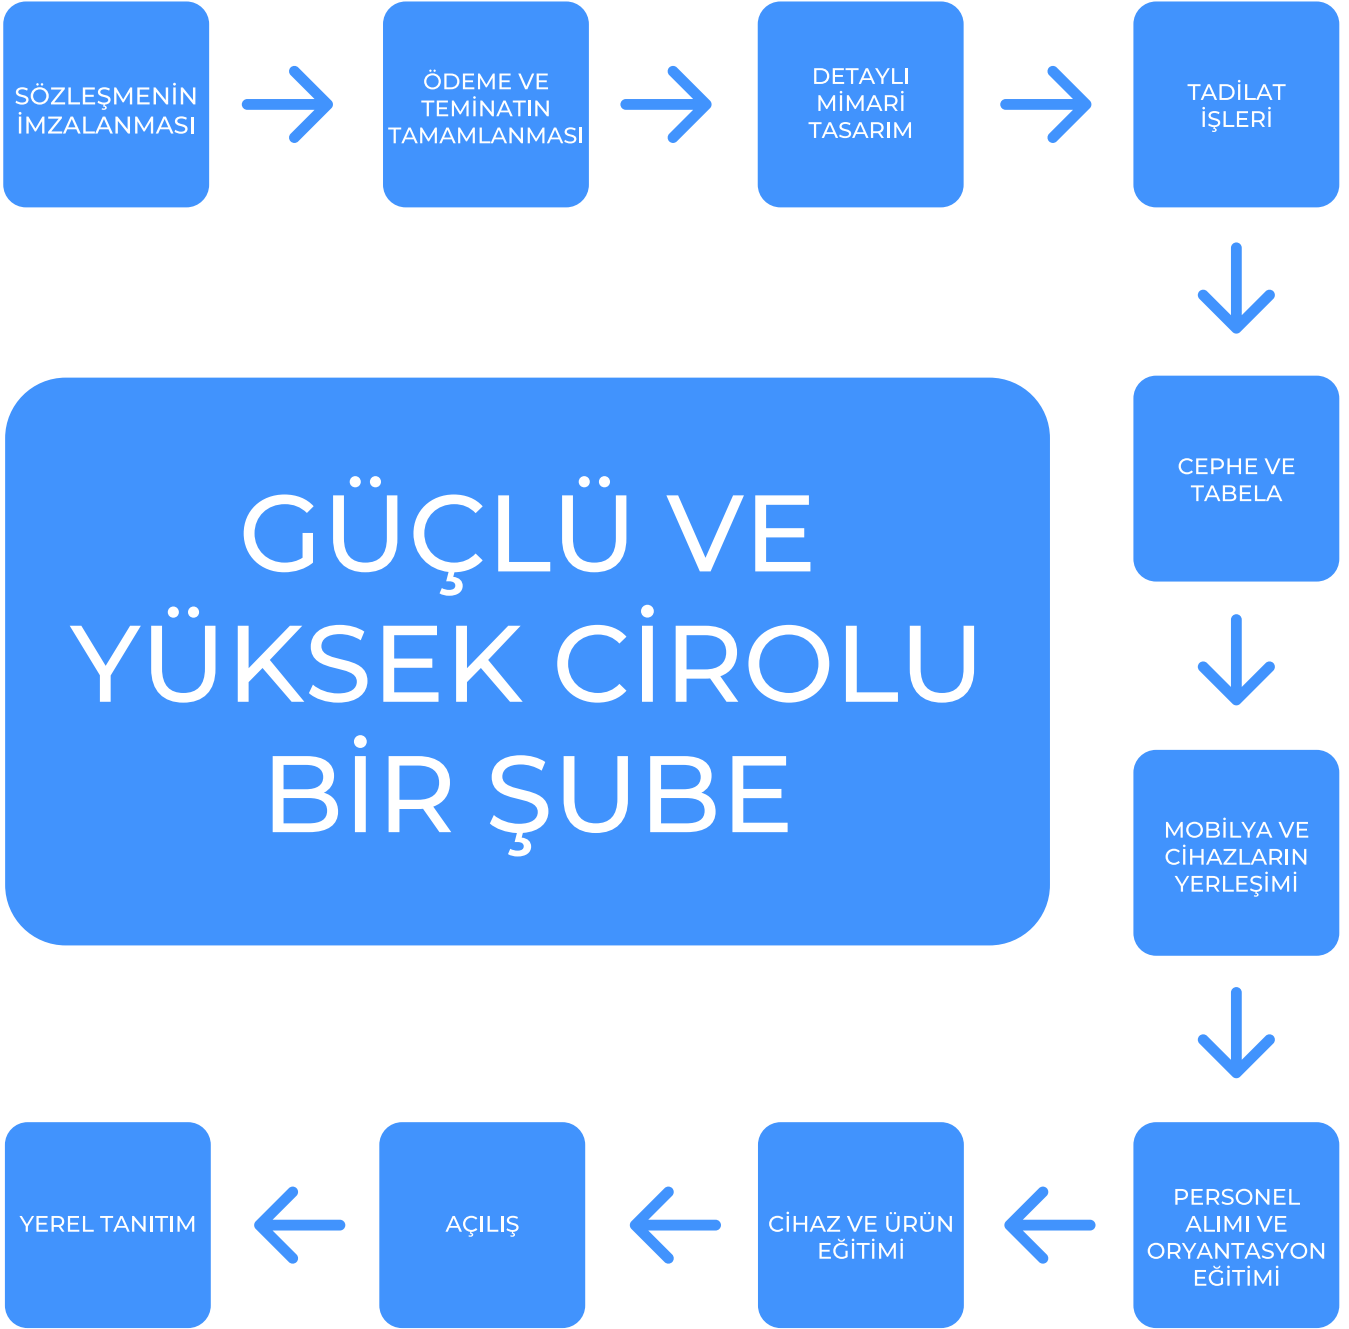 SÖZLEŞMENİN
İMZALANMASI
ÖDEME VE
TEMİNATIN
TAMAMLANMASI
DETAYLI
MİMARİ
TASARIM
TADİLAT
İŞLERİ
CEPHE VE
TABELA
MOBİLYA VE
CİHAZLARIN
YERLEŞİMİ
PERSONEL
ALIMI VE
ORYANTASYON
EĞİTİMİ
CİHAZ VE ÜRÜN
EĞİTİMİ
AÇILIŞ
YEREL TANITIM
GÜÇLÜ VE
YÜKSEK CİROLU
BİR ŞUBE